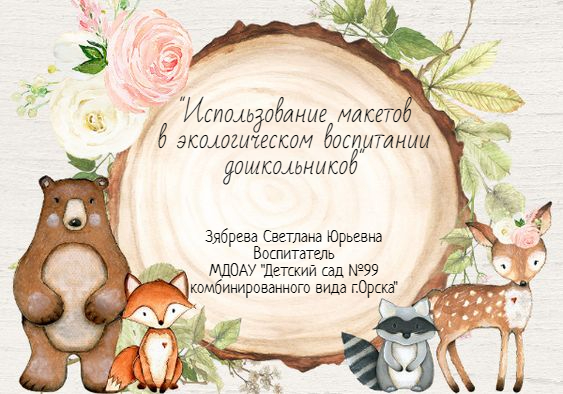 "Использование макетов
в экологическом воспитании
дошкольников"
Зябрева Светлана Юрьевна
Воспитатель
МДОАУ "Детский сад №99
комбинированного вида г.Орска"